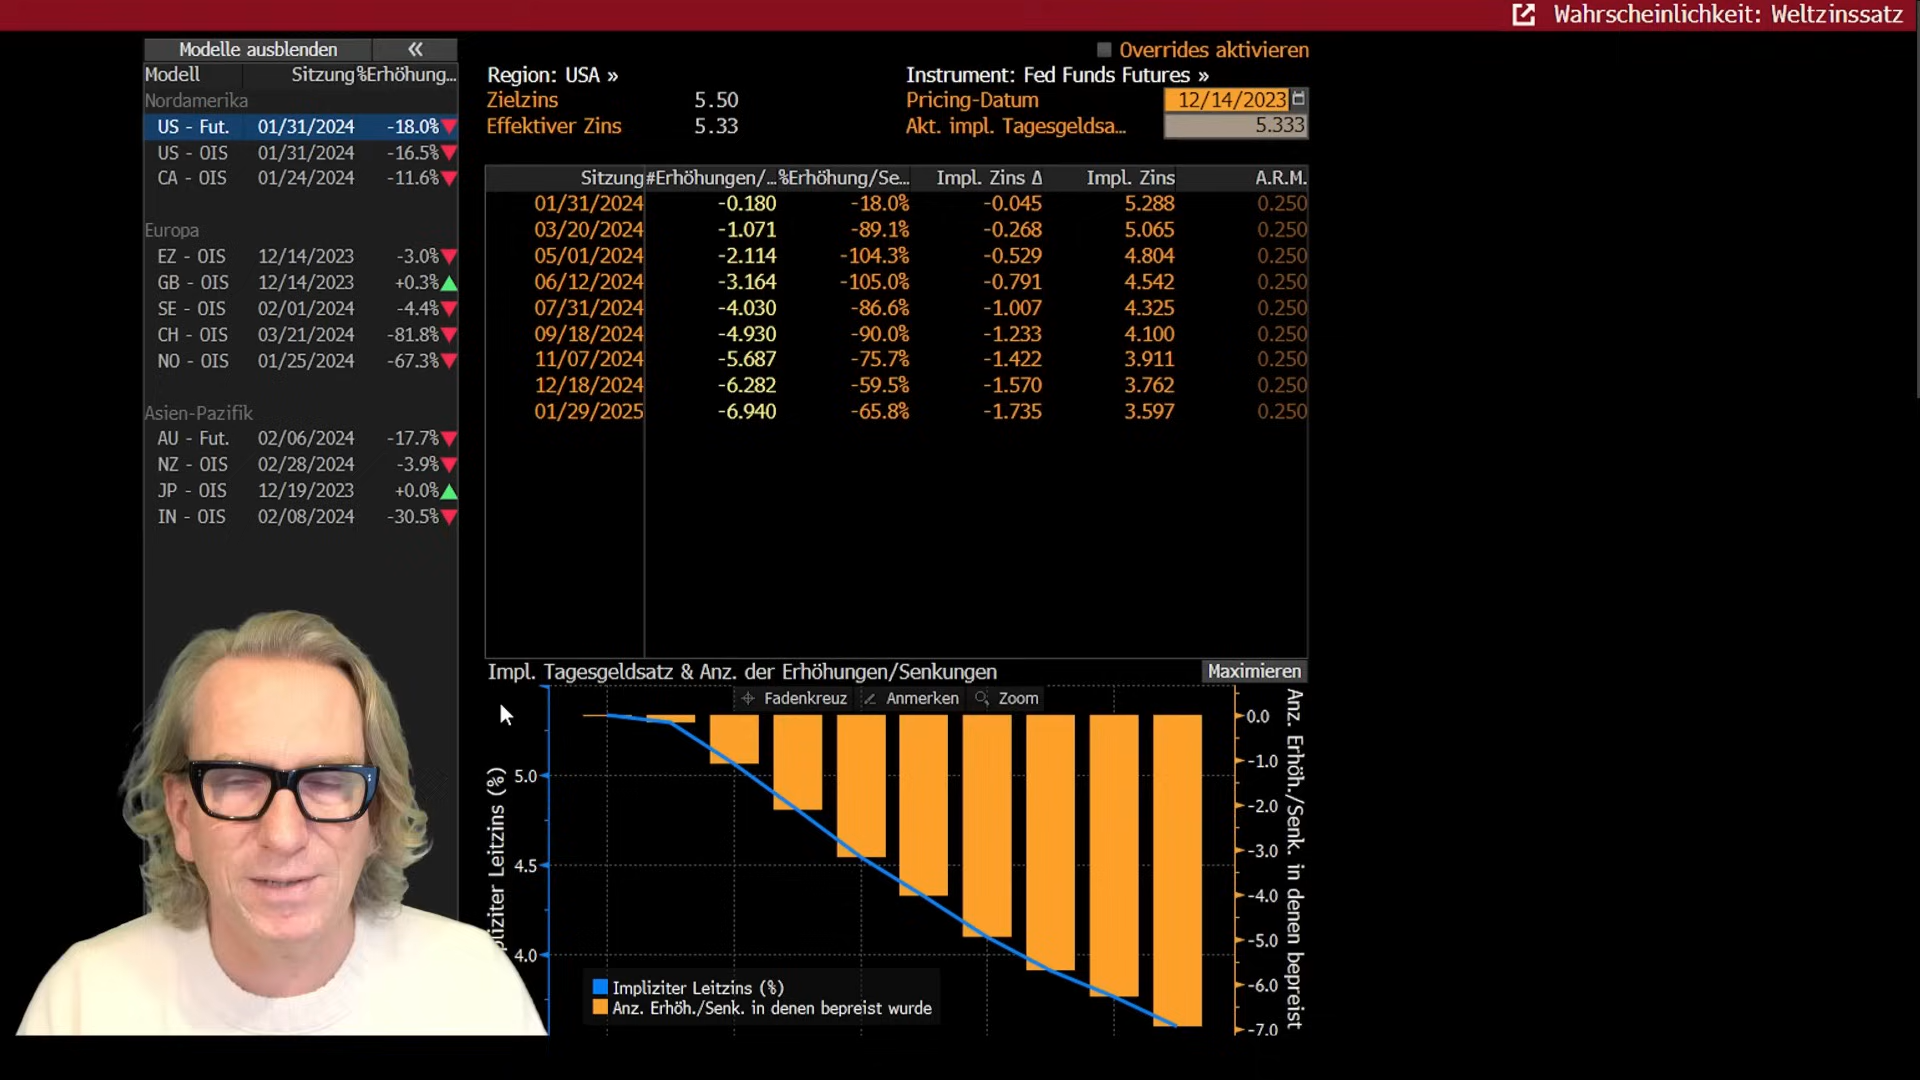 Wahrscheinlichkeit: Weltzinssatz
Modelle ausblenden «
Modell Sitzung %Erhöhung...
Nordamerika
US - Fut. 01/31/2024 -18.0%
US - OIS 01/31/2024 -16.5%
CA - OIS 01/24/2024 -11.6%
Europa
EZ - OIS 12/14/2023 -3.0%
GB - OIS 12/14/2023 +0.3%
SE - OIS 02/01/2024 -4.4%
CH - OIS 03/21/2024 -81.8%
NO - OIS 01/25/2024 -67.3%
Asien-Pazifik
AU - Fut. 02/06/2024 -17.7%
NZ - OIS 02/28/2024 -3.9%
JP - OIS 12/19/2023 +0.0%
IN - OIS 02/08/2024 -30.5%
Overrides aktivieren
Region: USA » Instrument: Fed Funds Futures »
Zielzins 5.50 Pricing-Datum 12/14/2023
Effektiver Zins 5.33 Akt. impl. Tagesgeldsa... 5.333
Sitzung #Erhöhungen/... %Erhöhung/Se... Impl. Zins Δ Impl. Zins A.R.M.
01/31/2024 -0.180 -18.0% -0.045 5.288 0.250
03/20/2024 -1.071 -89.1% -0.268 5.065 0.250
05/01/2024 -2.114 -104.3% -0.529 4.804 0.250
06/12/2024 -3.164 -105.0% -0.791 4.542 0.250
07/31/2024 -4.030 -86.6% -1.007 4.325 0.250
09/18/2024 -4.930 -90.0% -1.233 4.100 0.250
11/07/2024 -5.687 -75.7% -1.422 3.911 0.250
12/18/2024 -6.282 -59.5% -1.570 3.762 0.250
01/29/2025 -6.940 -65.8% -1.735 3.597 0.250
Impl. Tagesgeldsatz & Anz. der Erhöhungen/Senkungen Maximieren
Fadenkreuz Anmerken Zoom
pliziter Leitzins (%)
5.0
4.5
4.0
0.0
-1.0
-2.0
-3.0
-4.0
-5.0
-6.0
-7.0
Anz. Erhöh./Senk. in denen bepreist
Impliziter Leitzins (%)
Anz. Erhöh./Senk. in denen bepreist wurde